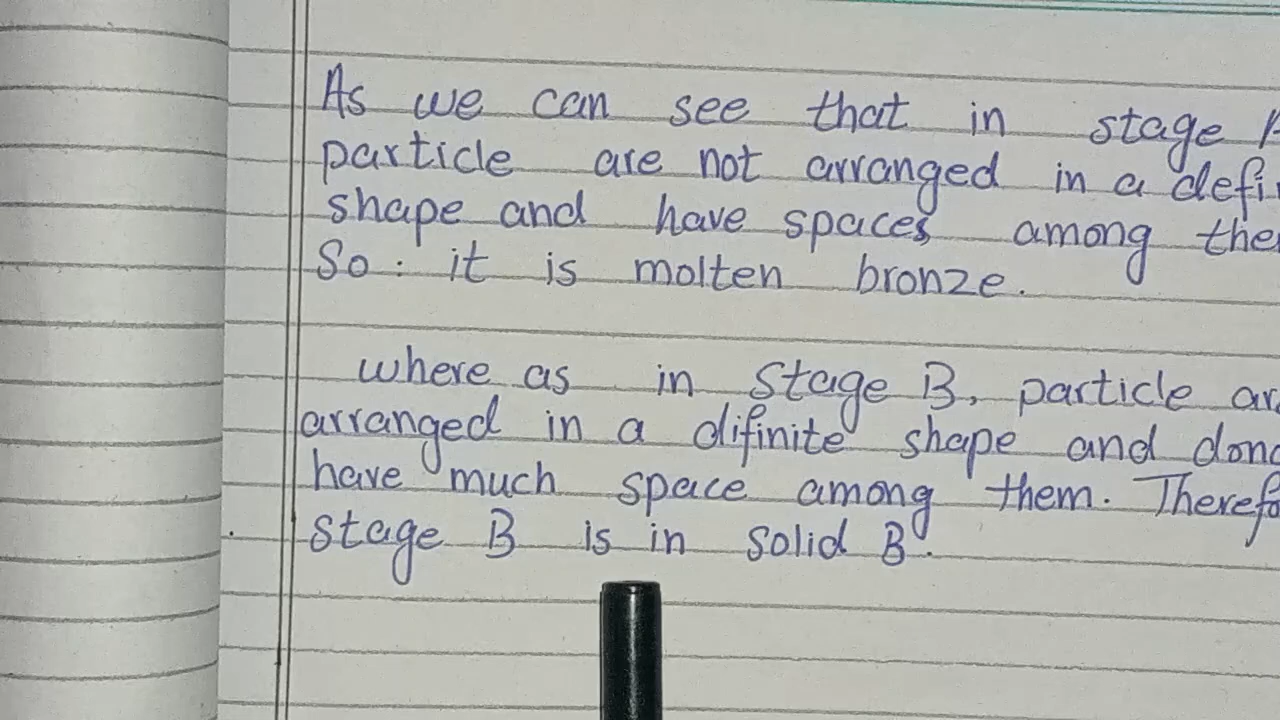 As we can see that in stage
particle are not arranged in a
shape and have spaces among
So : it is molten bronze.
where as in Stage B, particle
arranged in a difinite shape and
have much space among them.
stage B is in solid B.